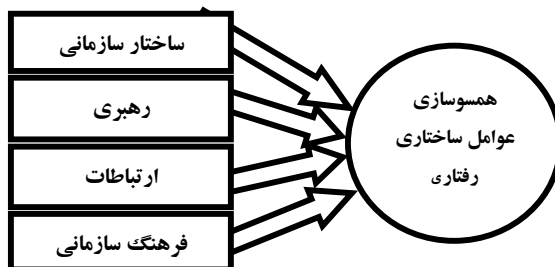 ساختار سازمانی
رهبری
ارتباطات
فرهنگ سازمانی
همسوسازی
عوامل ساختاری
رفتاری